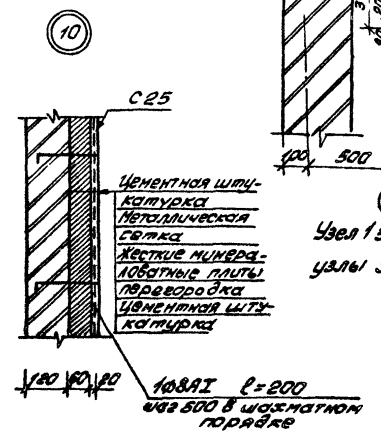 10
С25
Цементная шту-
катурка
Металлическая
сетка
Жесткие минера-
ловатные плиты
перегородка
Цементная шту-
катурка
120 60 20
1ф8АI ℓ=200
шаг 600 в шахматном
порядке
100 500
Узел 1
узлы